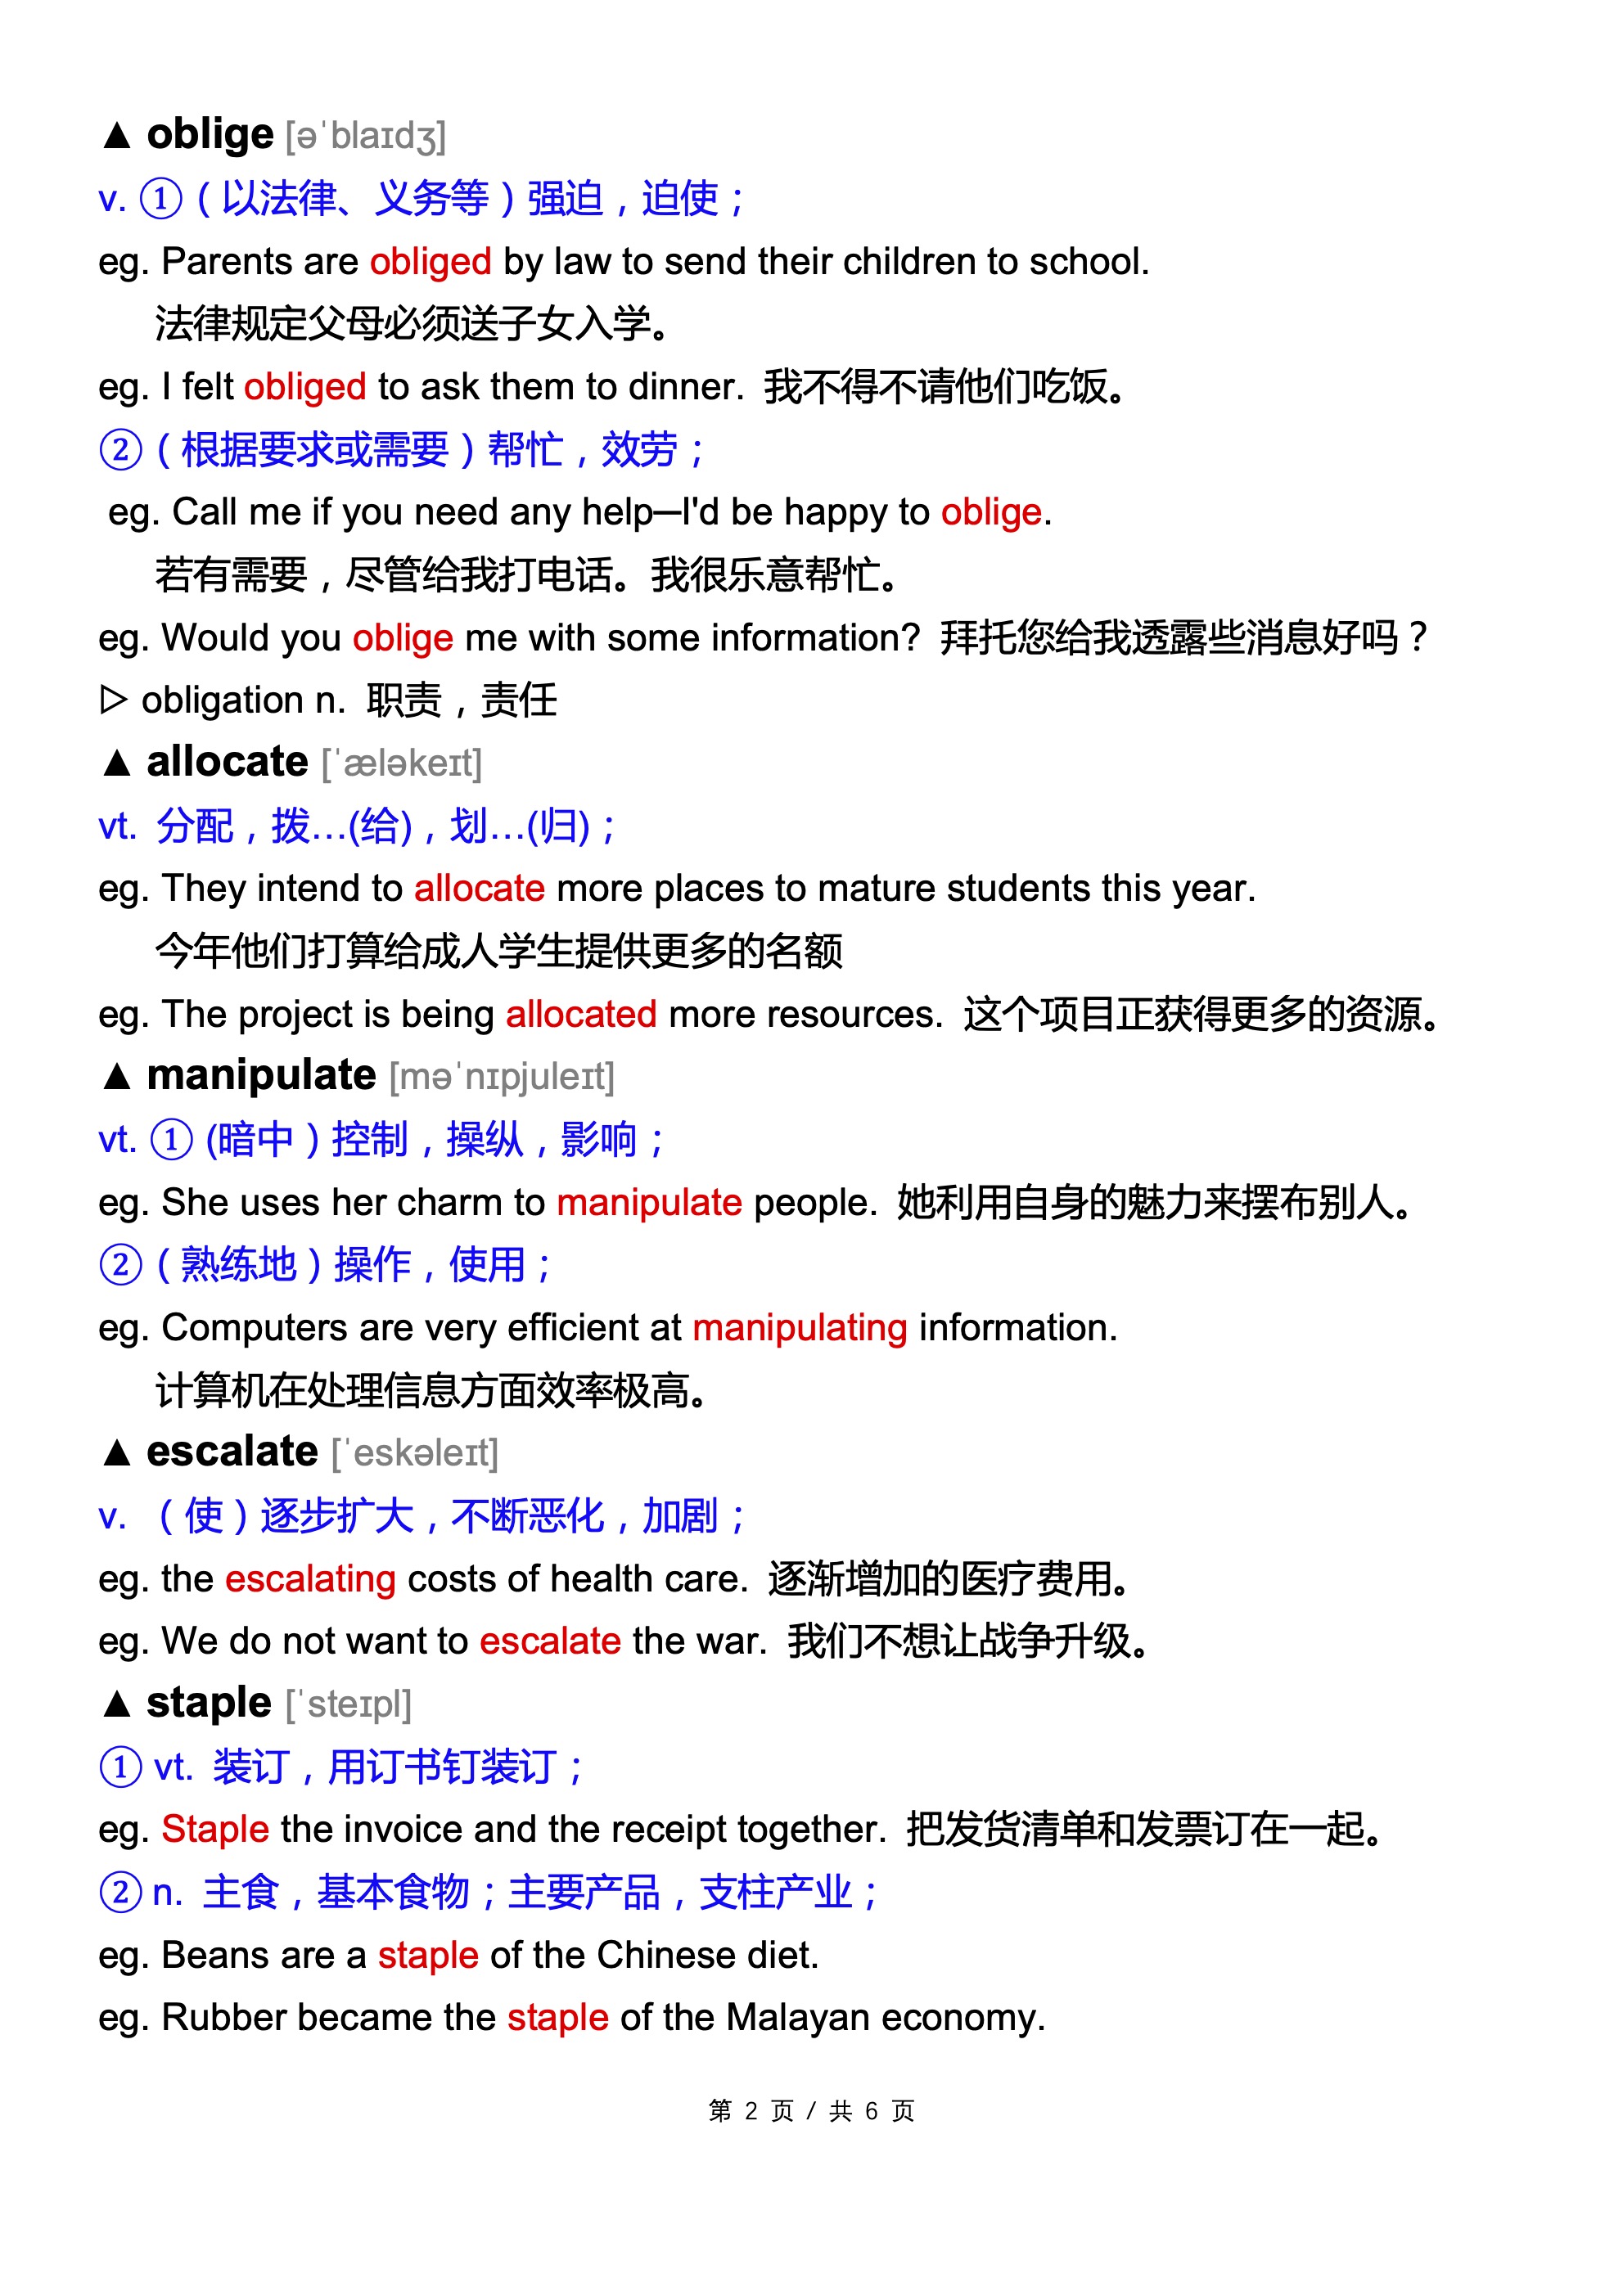 ▲ oblige [əˈblaɪdʒ]
v. ①（以法律、义务等）强迫，迫使；
eg. Parents are obliged by law to send their children to school.
法律规定父母必须送子女入学。
eg. I felt obliged to ask them to dinner. 我不得不请他们吃饭。
②（根据要求或需要）帮忙，效劳；
eg. Call me if you need any help—I'd be happy to oblige.
若有需要，尽管给我打电话。我很乐意帮忙。
eg. Would you oblige me with some information? 拜托您给我透露些消息好吗？
▷ obligation n. 职责，责任
▲ allocate [ˈæləkeɪt]
vt. 分配，拨…(给)，划…(归)；
eg. They intend to allocate more places to mature students this year.
今年他们打算给成人学生提供更多的名额
eg. The project is being allocated more resources. 这个项目正获得更多的资源。
▲ manipulate [məˈnɪpjuleɪt]
vt. ① (暗中）控制，操纵，影响；
eg. She uses her charm to manipulate people. 她利用自身的魅力来摆布别人。
②（熟练地）操作，使用；
eg. Computers are very efficient at manipulating information.
计算机在处理信息方面效率极高。
▲ escalate [ˈeskəleɪt]
v. （使）逐步扩大，不断恶化，加剧；
eg. the escalating costs of health care. 逐渐增加的医疗费用。
eg. We do not want to escalate the war. 我们不想让战争升级。
▲ staple [ˈsteɪpl]
① vt. 装订，用订书钉装订；
eg. Staple the invoice and the receipt together. 把发货清单和发票订在一起。
② n. 主食，基本食物；主要产品，支柱产业；
eg. Beans are a staple of the Chinese diet.
eg. Rubber became the staple of the Malayan economy.
第 2 页 / 共 6 页